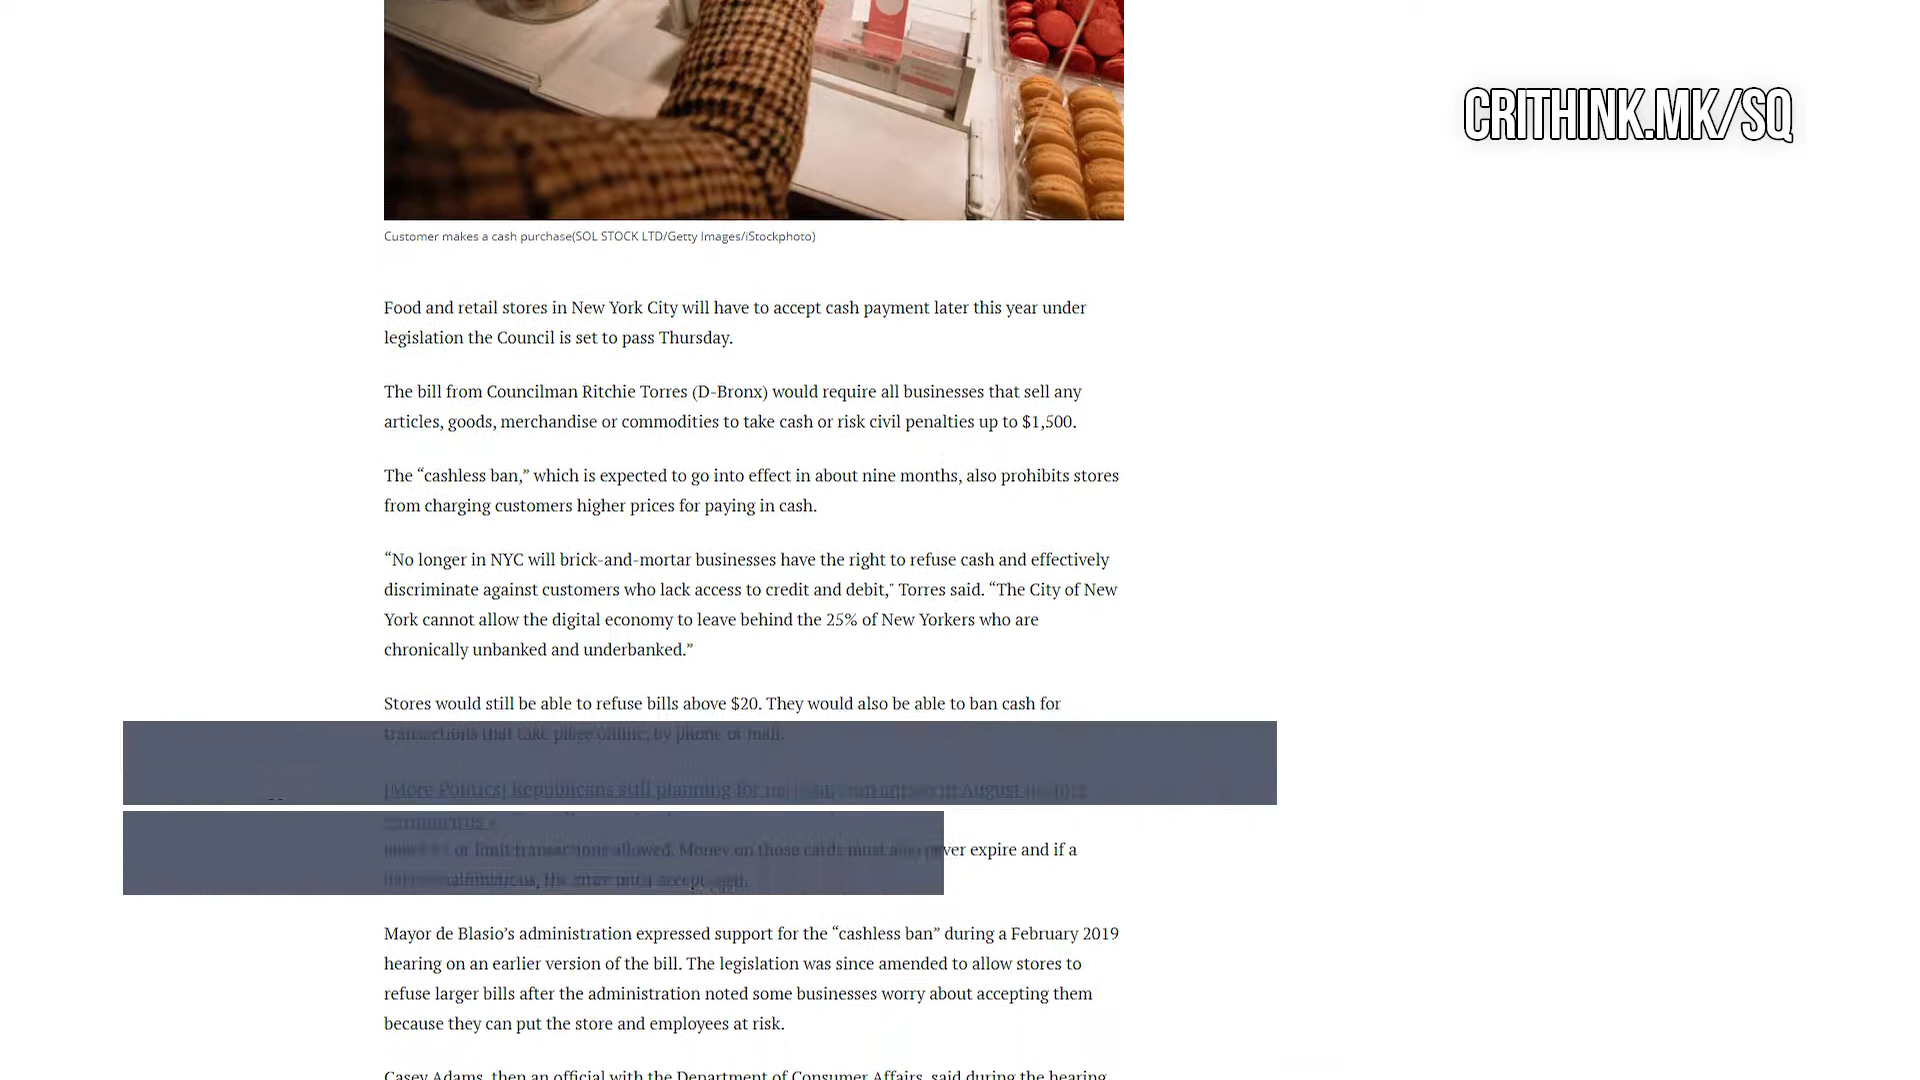 CRITHINK.MK/SQ
Customer makes a cash purchase(SOL STOCK LTD/Getty Images/iStockphoto)
Food and retail stores in New York City will have to accept cash payment later this year under
legislation the Council is set to pass Thursday.
The bill from Councilman Ritchie Torres (D-Bronx) would require all businesses that sell any
articles, goods, merchandise or commodities to take cash or risk civil penalties up to $1,500.
The “cashless ban,” which is expected to go into effect in about nine months, also prohibits stores
from charging customers higher prices for paying in cash.
“No longer in NYC will brick-and-mortar businesses have the right to refuse cash and effectively
discriminate against customers who lack access to credit and debit," Torres said. “The City of New
York cannot allow the digital economy to leave behind the 25% of New Yorkers who are
chronically unbanked and underbanked.”
Stores would still be able to refuse bills above $20. They would also be able to ban cash for
transactions that take place online, by phone or mail.
[More Politics] Republicans still planning for August
or limit transactions allowed. Money on those cards must also never expire and if a
the store must accept cash.
Mayor de Blasio’s administration expressed support for the “cashless ban” during a February 2019
hearing on an earlier version of the bill. The legislation was since amended to allow stores to
refuse larger bills after the administration noted some businesses worry about accepting them
because they can put the store and employees at risk.
Casey Adams, then an official with the Department of Consumer Affairs, said during the hearing